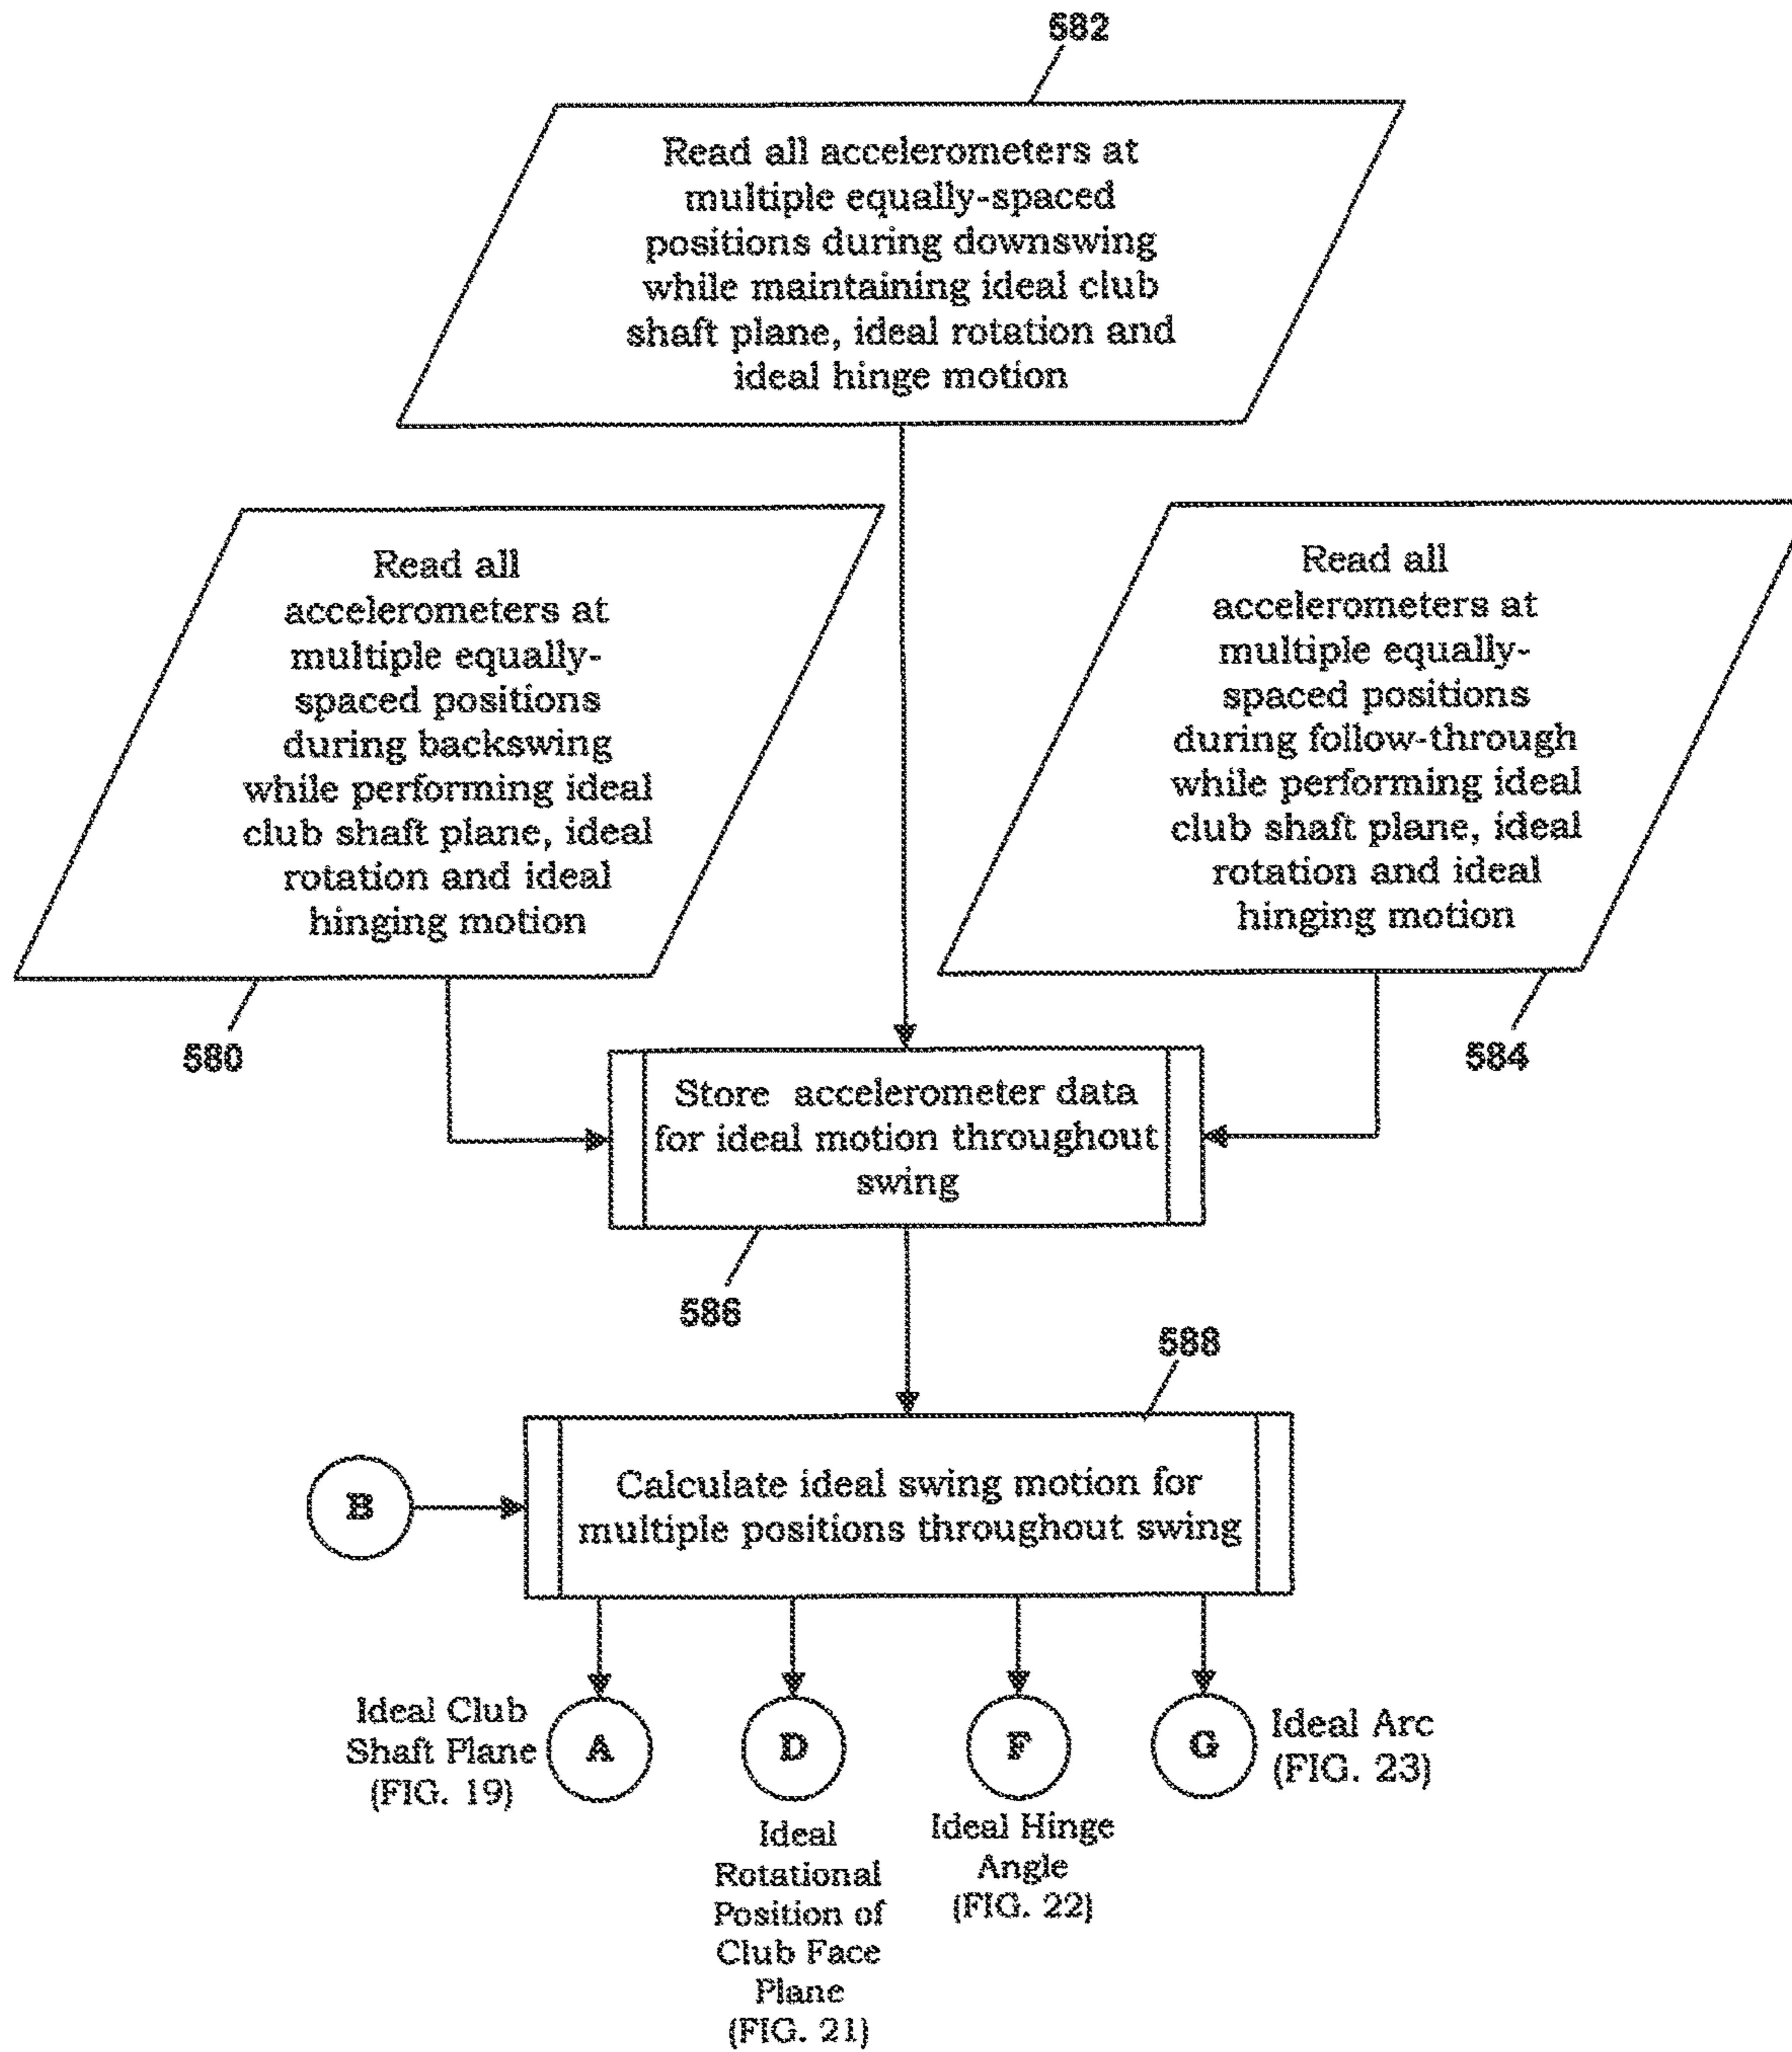 582
Read all accelerometers at
multiple equally-spaced
positions during downswing
while maintaining ideal club
shaft plane, ideal rotation and
ideal hinge motion
Read all
accelerometers at
multiple equally-
spaced positions
during backswing
while performing ideal
club shaft plane, ideal
rotation and ideal
hinging motion
580
Read all
accelerometers at
multiple equally-
spaced positions
during follow-through
while performing ideal
club shaft plane, ideal
rotation and ideal
hinging motion
584
Store accelerometer data
for ideal motion throughout
swing
586
588
B
Calculate ideal swing motion for
multiple positions throughout swing
Ideal Club
Shaft Plane
(FIG. 19)
A
D
F
G
Ideal Arc
(FIG. 23)
Ideal
Rotational
Position of
Club Face
Plane
(FIG. 21)
Ideal Hinge
Angle
(FIG. 22)